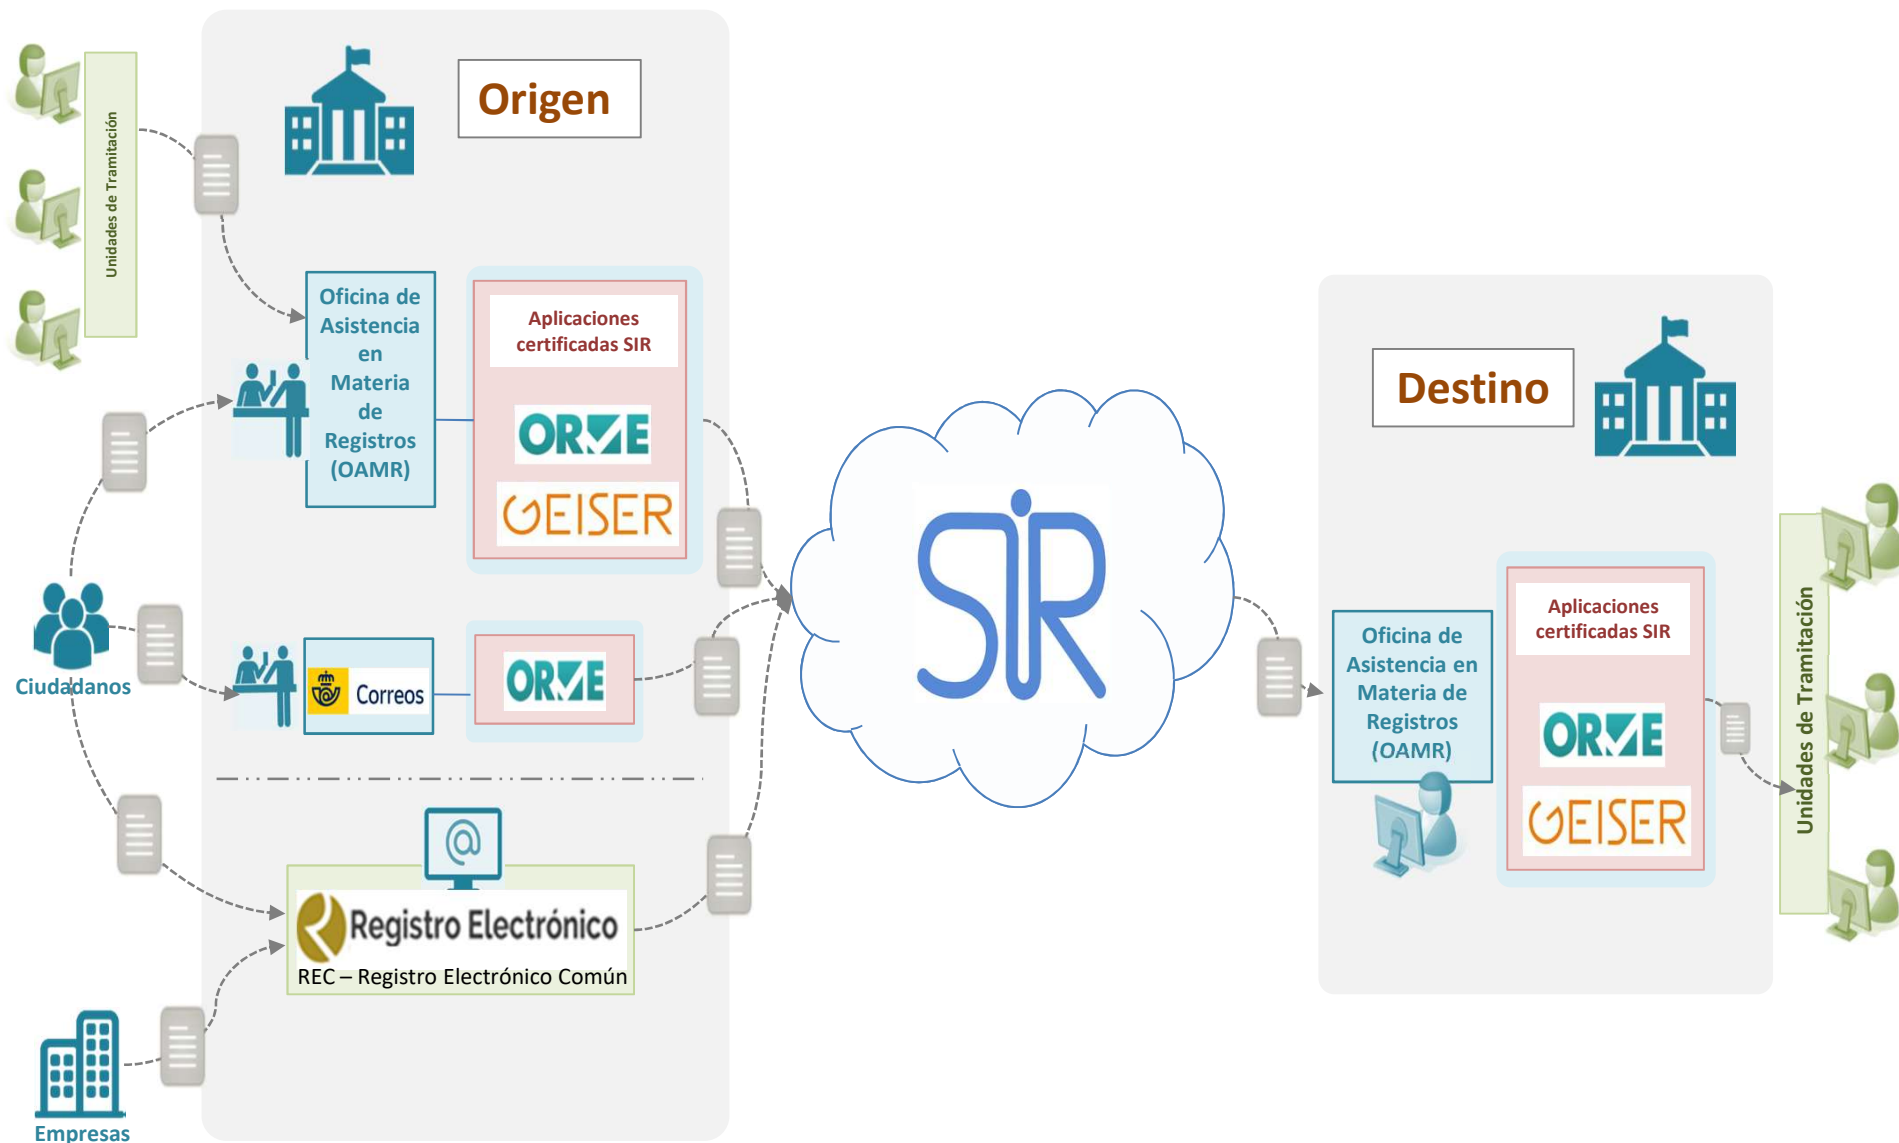 Unidades de Tramitación
Origen
Oficina de
Asistencia
en
Materia
de
Registros
(OAMR)
Aplicaciones
certificadas SIR
ORVE
GEISER
Ciudadanos
Correos
ORVE
@
Registro Electrónico
REC – Registro Electrónico Común
Empresas
SIR
Destino
Oficina de
Asistencia en
Materia de
Registros
(OAMR)
Aplicaciones
certificadas SIR
ORVE
GEISER
Unidades de Tramitación